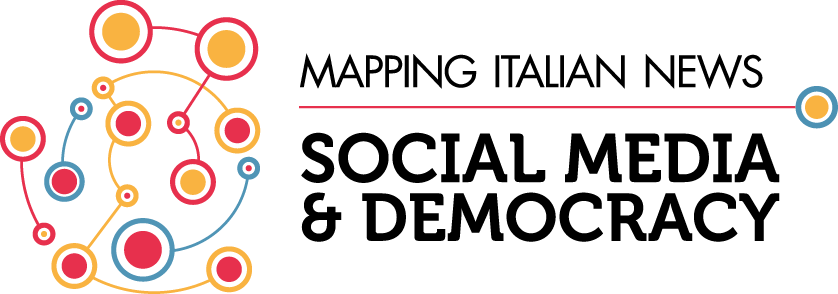 MAPPING ITALIAN NEWS
SOCIAL MEDIA
& DEMOCRACY